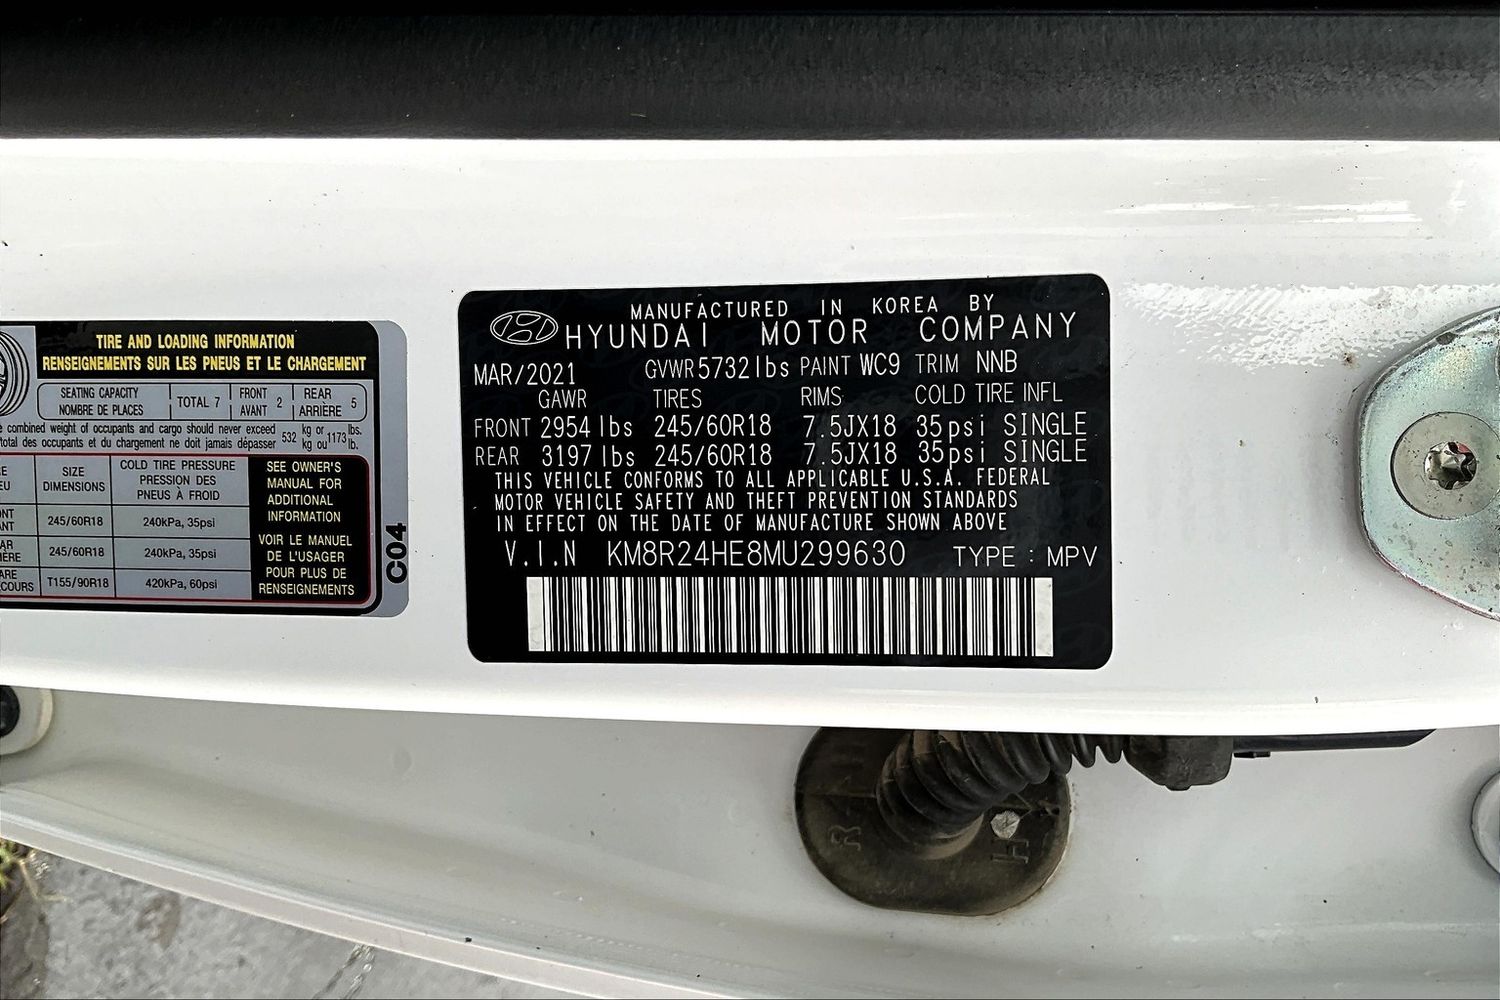 TIRE AND LOADING INFORMATION
RENSEIGNEMENTS SUR LES PNEUS ET LE CHARGEMENT
SEATING CAPACITY
NOMBRE DE PLACES
TOTAL 7
FRONT
AVANT 2
REAR
ARRIÈRE 5
combined weight of occupants and cargo should never exceed
total des occupants et du chargement ne doit jamais dépasser
532 kg or
kg ou 1173 lbs.
lb.
SIZE
DIMENSIONS
COLD TIRE PRESSURE
PRESSION DES
PNEUS À FROID
245/60R18 240kPa, 35psi
245/60R18 240kPa, 35psi
T155/90R18 420kPa, 60psi
SEE OWNER'S
MANUAL FOR
ADDITIONAL
INFORMATION
VOIR LE MANUEL
DE L'USAGER
POUR PLUS DE
RENSEIGNEMENTS
C04
MANUFACTURED IN KOREA BY
HYUNDAI MOTOR COMPANY
MAR/2021 GVWR 5732lbs PAINT WC9 TRIM NNB
GAWR TIRES RIMS COLD TIRE INFL
FRONT 2954 lbs 245/60R18 7.5JX18 35psi SINGLE
REAR 3197 lbs 245/60R18 7.5JX18 35psi SINGLE
THIS VEHICLE CONFORMS TO ALL APPLICABLE U.S.A. FEDERAL
MOTOR VEHICLE SAFETY AND THEFT PREVENTION STANDARDS
IN EFFECT ON THE DATE OF MANUFACTURE SHOWN ABOVE
V.I.N KM8R24HE8MU299630 TYPE : MPV
R H